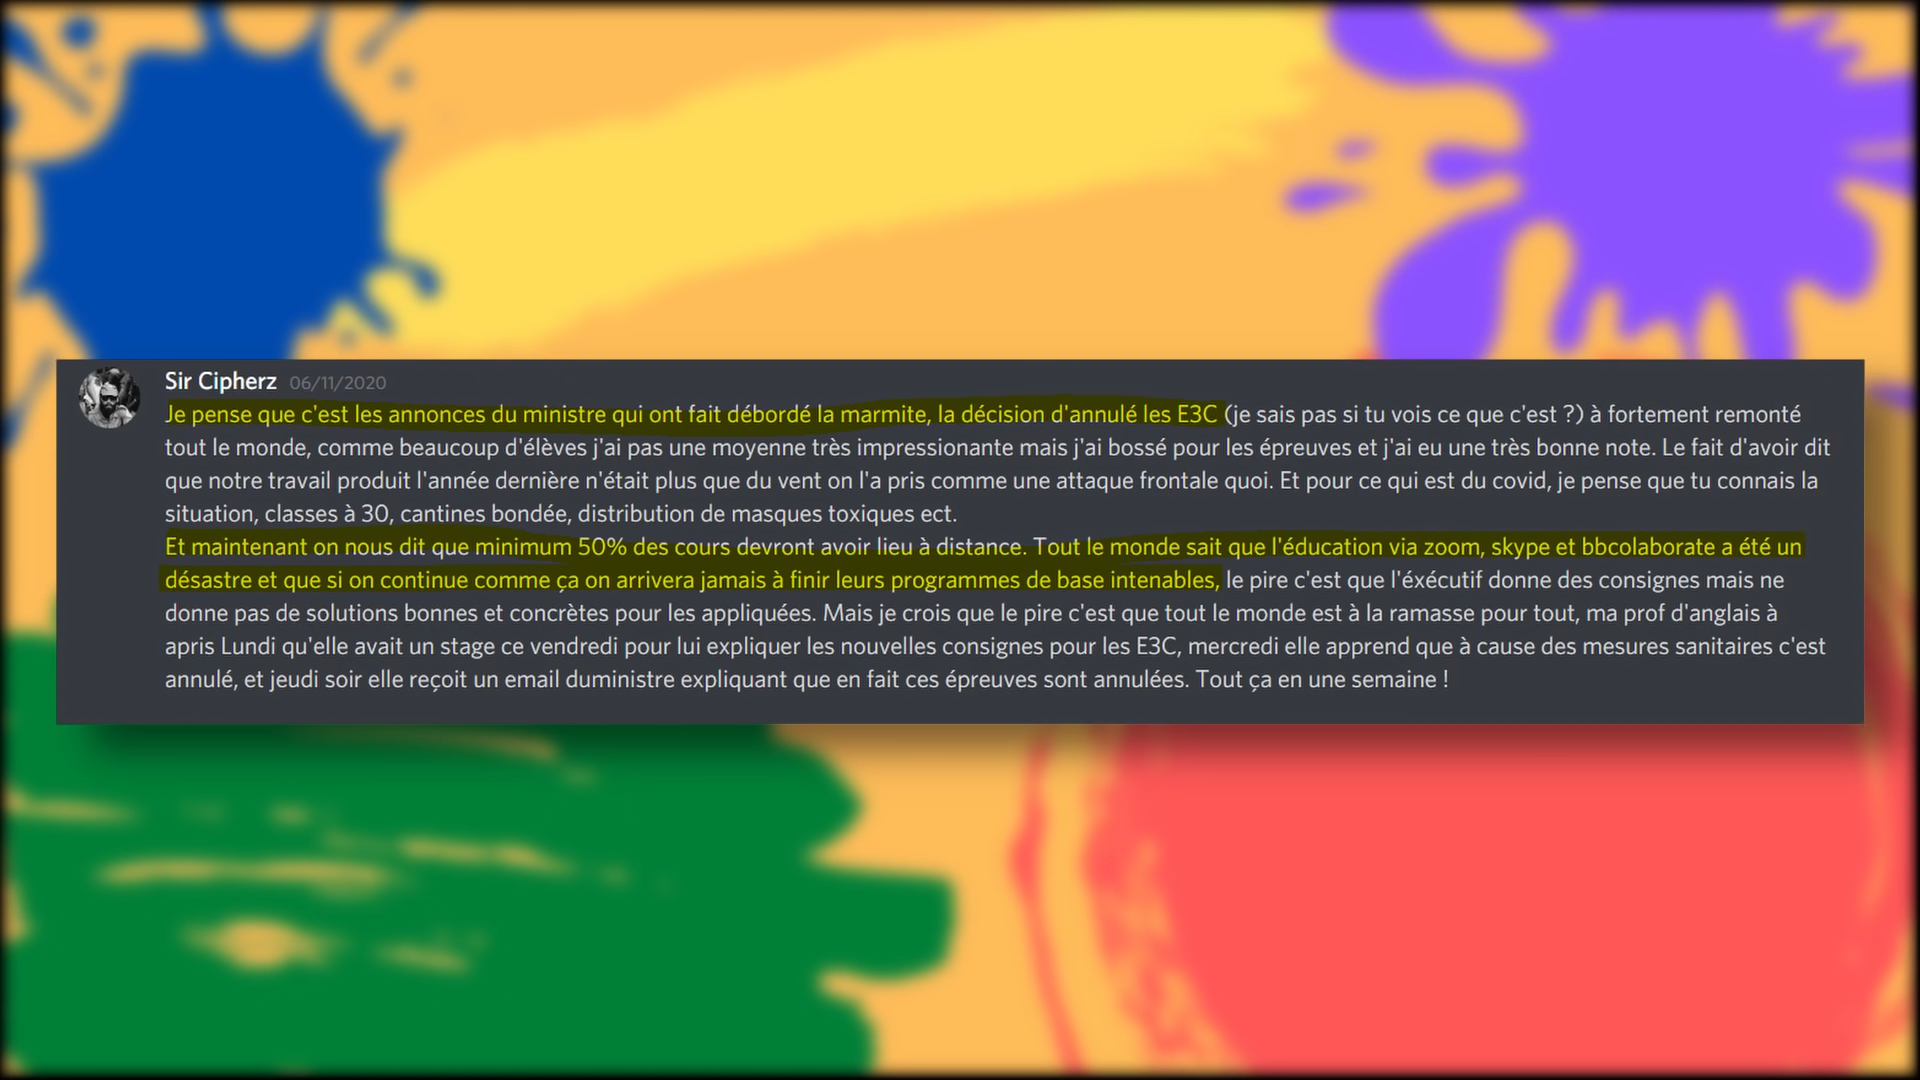 Sir Cipherz 06/11/2020
Je pense que c'est les annonces du ministre qui ont fait débordé la marmite, la décision d'annulé les E3C (je sais pas si tu vois ce que c'est ?) à fortement remonté
tout le monde, comme beaucoup d'élèves j'ai pas une moyenne très impressionante mais j'ai bossé pour les épreuves et j'ai eu une très bonne note. Le fait d'avoir dit
que notre travail produit l'année dernière n'était plus que du vent on l'a pris comme une attaque frontale quoi. Et pour ce qui est du covid, je pense que tu connais la
situation, classes à 30, cantines bondée, distribution de masques toxiques ect.
Et maintenant on nous dit que minimum 50% des cours devront avoir lieu à distance. Tout le monde sait que l'éducation via zoom, skype et bbcolaborate a été un
désastre et que si on continue comme ça on arrivera jamais à finir leurs programmes de base intenables, le pire c'est que l'éxécutif donne des consignes mais ne
donne pas de solutions bonnes et concrètes pour les appliquées. Mais je crois que le pire c'est que tout le monde est à la ramasse pour tout, ma prof d'anglais à
apris Lundi qu'elle avait un stage ce vendredi pour lui expliquer les nouvelles consignes pour les E3C, mercredi elle apprend que à cause des mesures sanitaires c'est
annulé, et jeudi soir elle reçoit un email duministre expliquant que en fait ces épreuves sont annulées. Tout ça en une semaine !